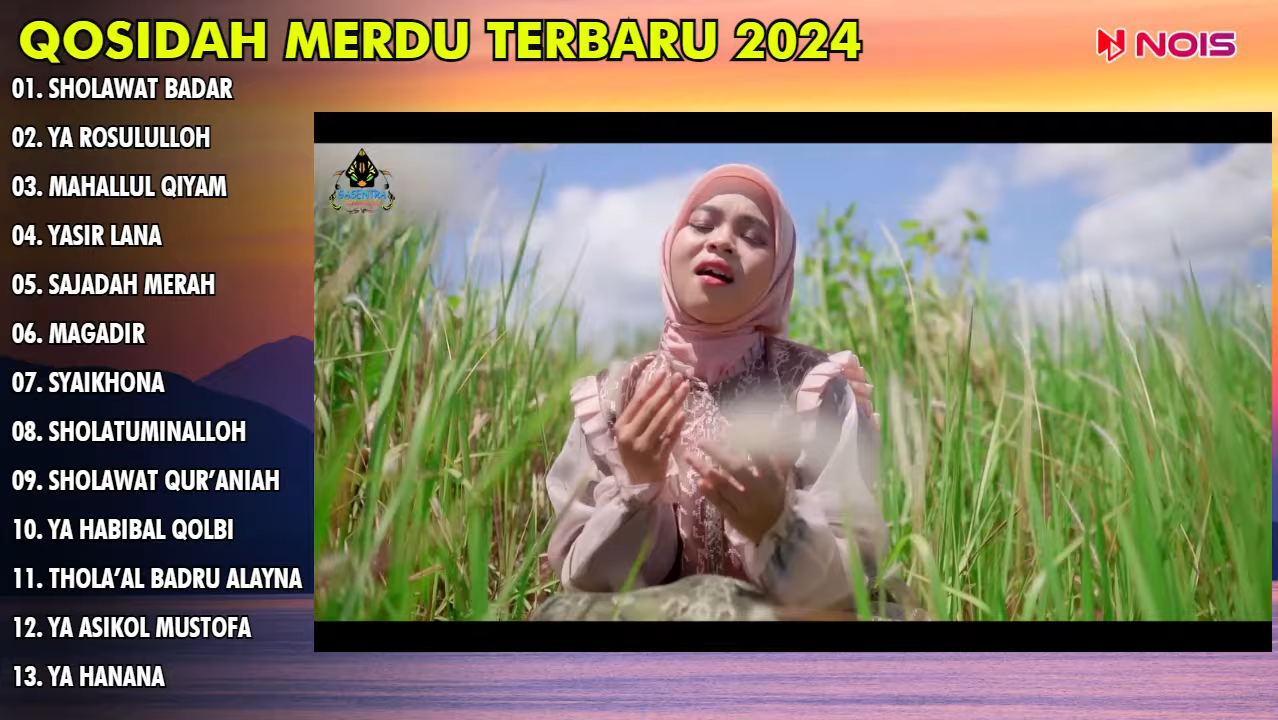 QOSIDAH MERDU TERBARU 2024
NOIS
01. SHOLAWAT BADAR
02. YA ROSULULLOH
03. MAHALLUL QIYAM
04. YASIR LANA
05. SAJADAH MERAH
06. MAGADIR
07. SYAIKHONA
08. SHOLATUMINALLOH
09. SHOLAWAT QUR’ANIAH
10. YA HABIBAL QOLBI
11. THOLA’AL BADRU ALAYNA
12. YA ASIKOL MUSTOFA
13. YA HANANA
GASENTRA